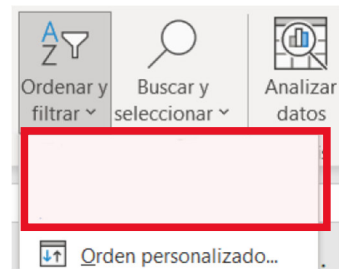 Ordenar y filtrar
Buscar y seleccionar
Analizar datos
Orden personalizado...